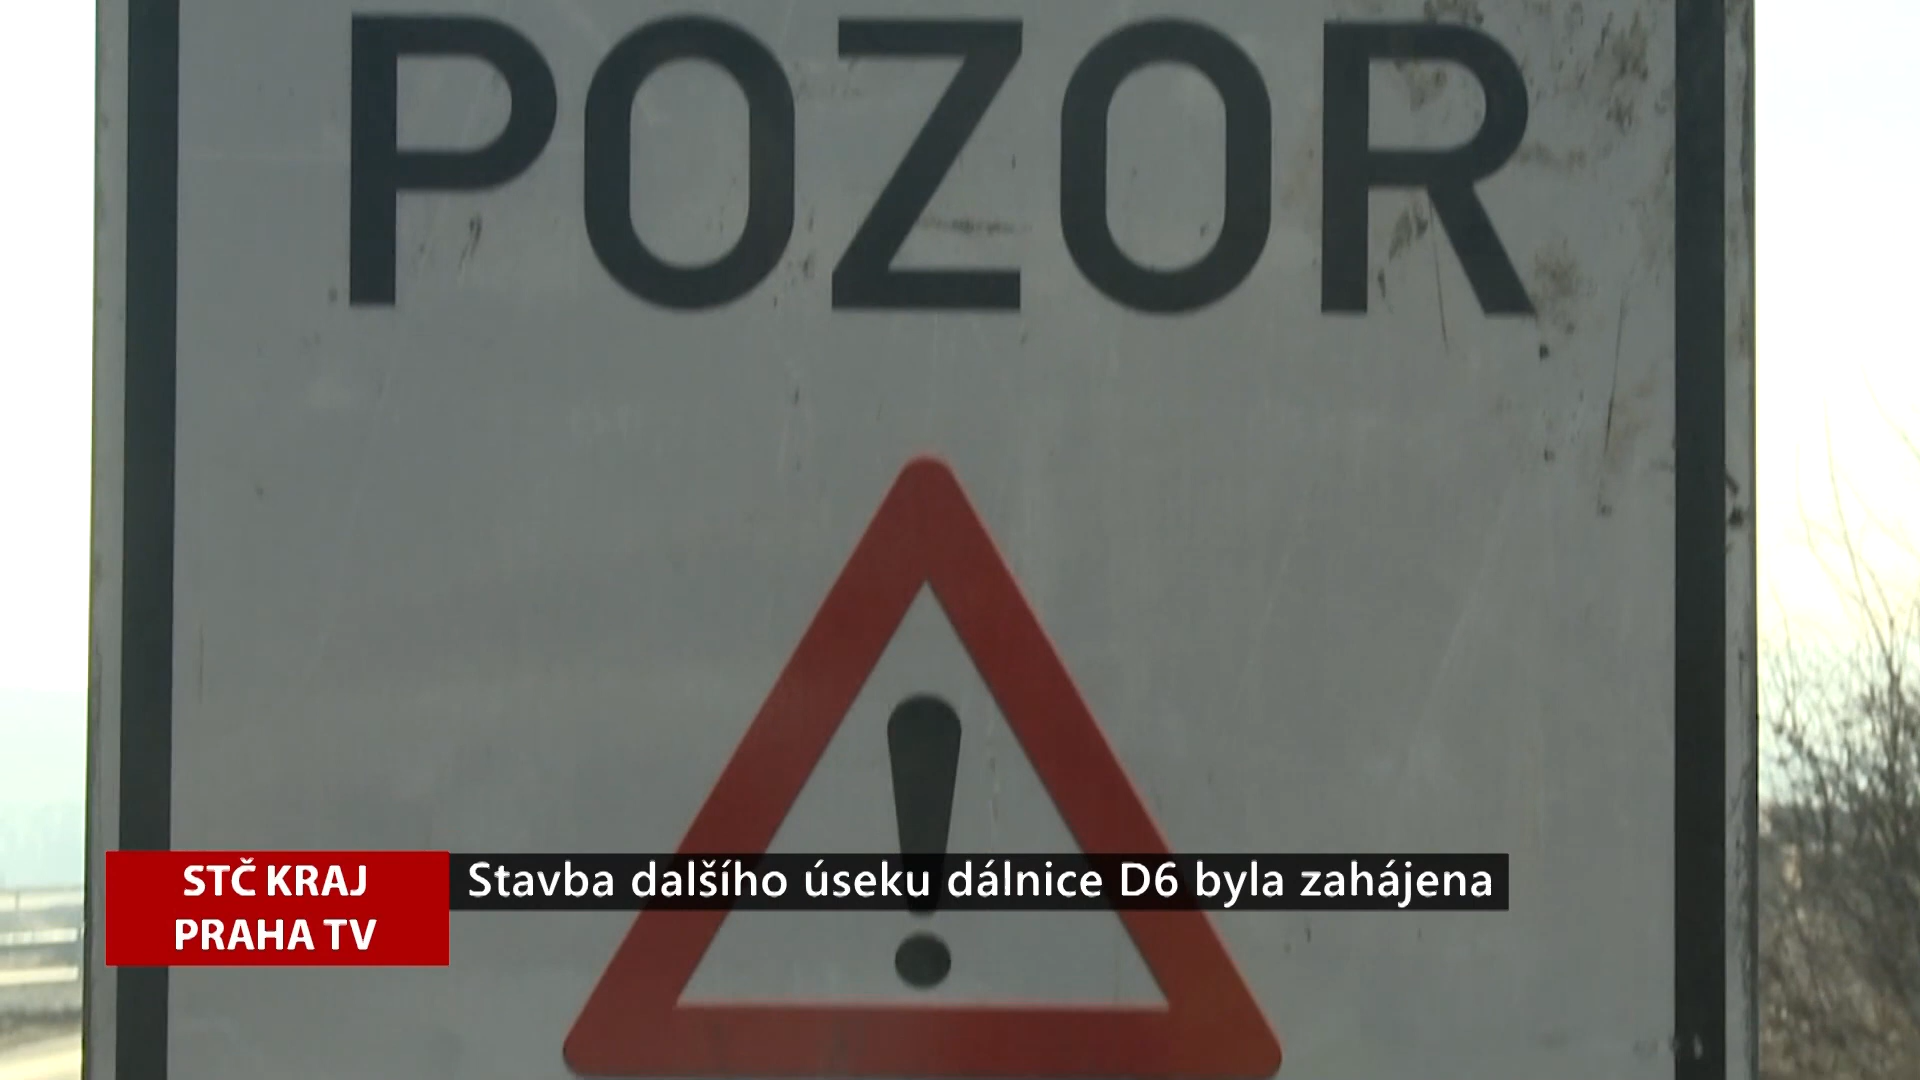 POZOR
STČ KRAJ
PRAHA TV
Stavba dalšího úseku dálnice D6 byla zahájena